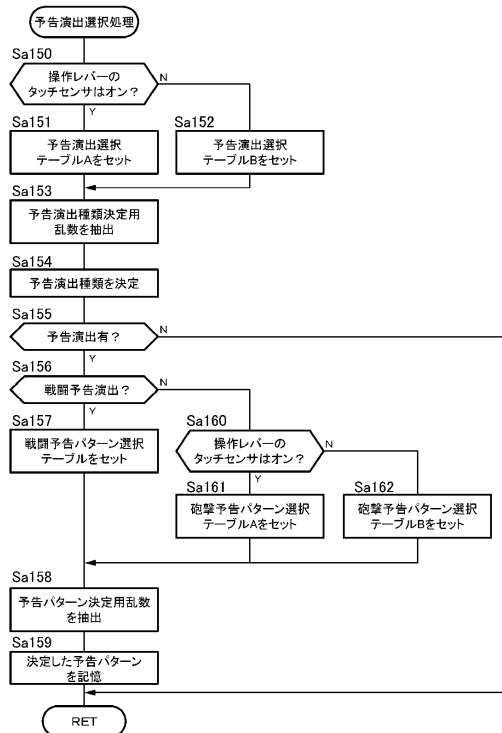 予告演出選択処理
Sa150
操作レバーの
タッチセンサはオン？
N
Y
Sa151
予告演出選択
テーブルAをセット
Sa152
予告演出選択
テーブルBをセット
Sa153
予告演出種類決定用
乱数を抽出
Sa154
予告演出種類を決定
Sa155
予告演出有？
N
Y
Sa156
戦闘予告演出？
N
Y
Sa157
戦闘予告パターン選択
テーブルをセット
Sa160
操作レバーの
タッチセンサはオン？
N
Y
Sa161
砲撃予告パターン選択
テーブルAをセット
Sa162
砲撃予告パターン選択
テーブルBをセット
Sa158
予告パターン決定用乱数
を抽出
Sa159
決定した予告パターン
を記憶
RET